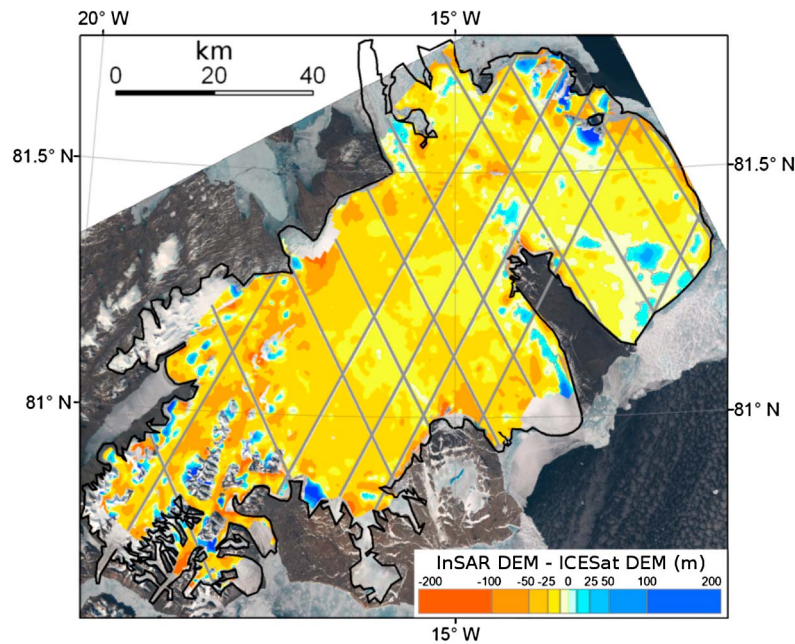 20° W 15° W
km
0 20 40
81.5° N 81.5° N
81° N 81° N
InSAR DEM - ICESat DEM (m)
-200 -100 -50 -25 0 25 50 100 200
15° W